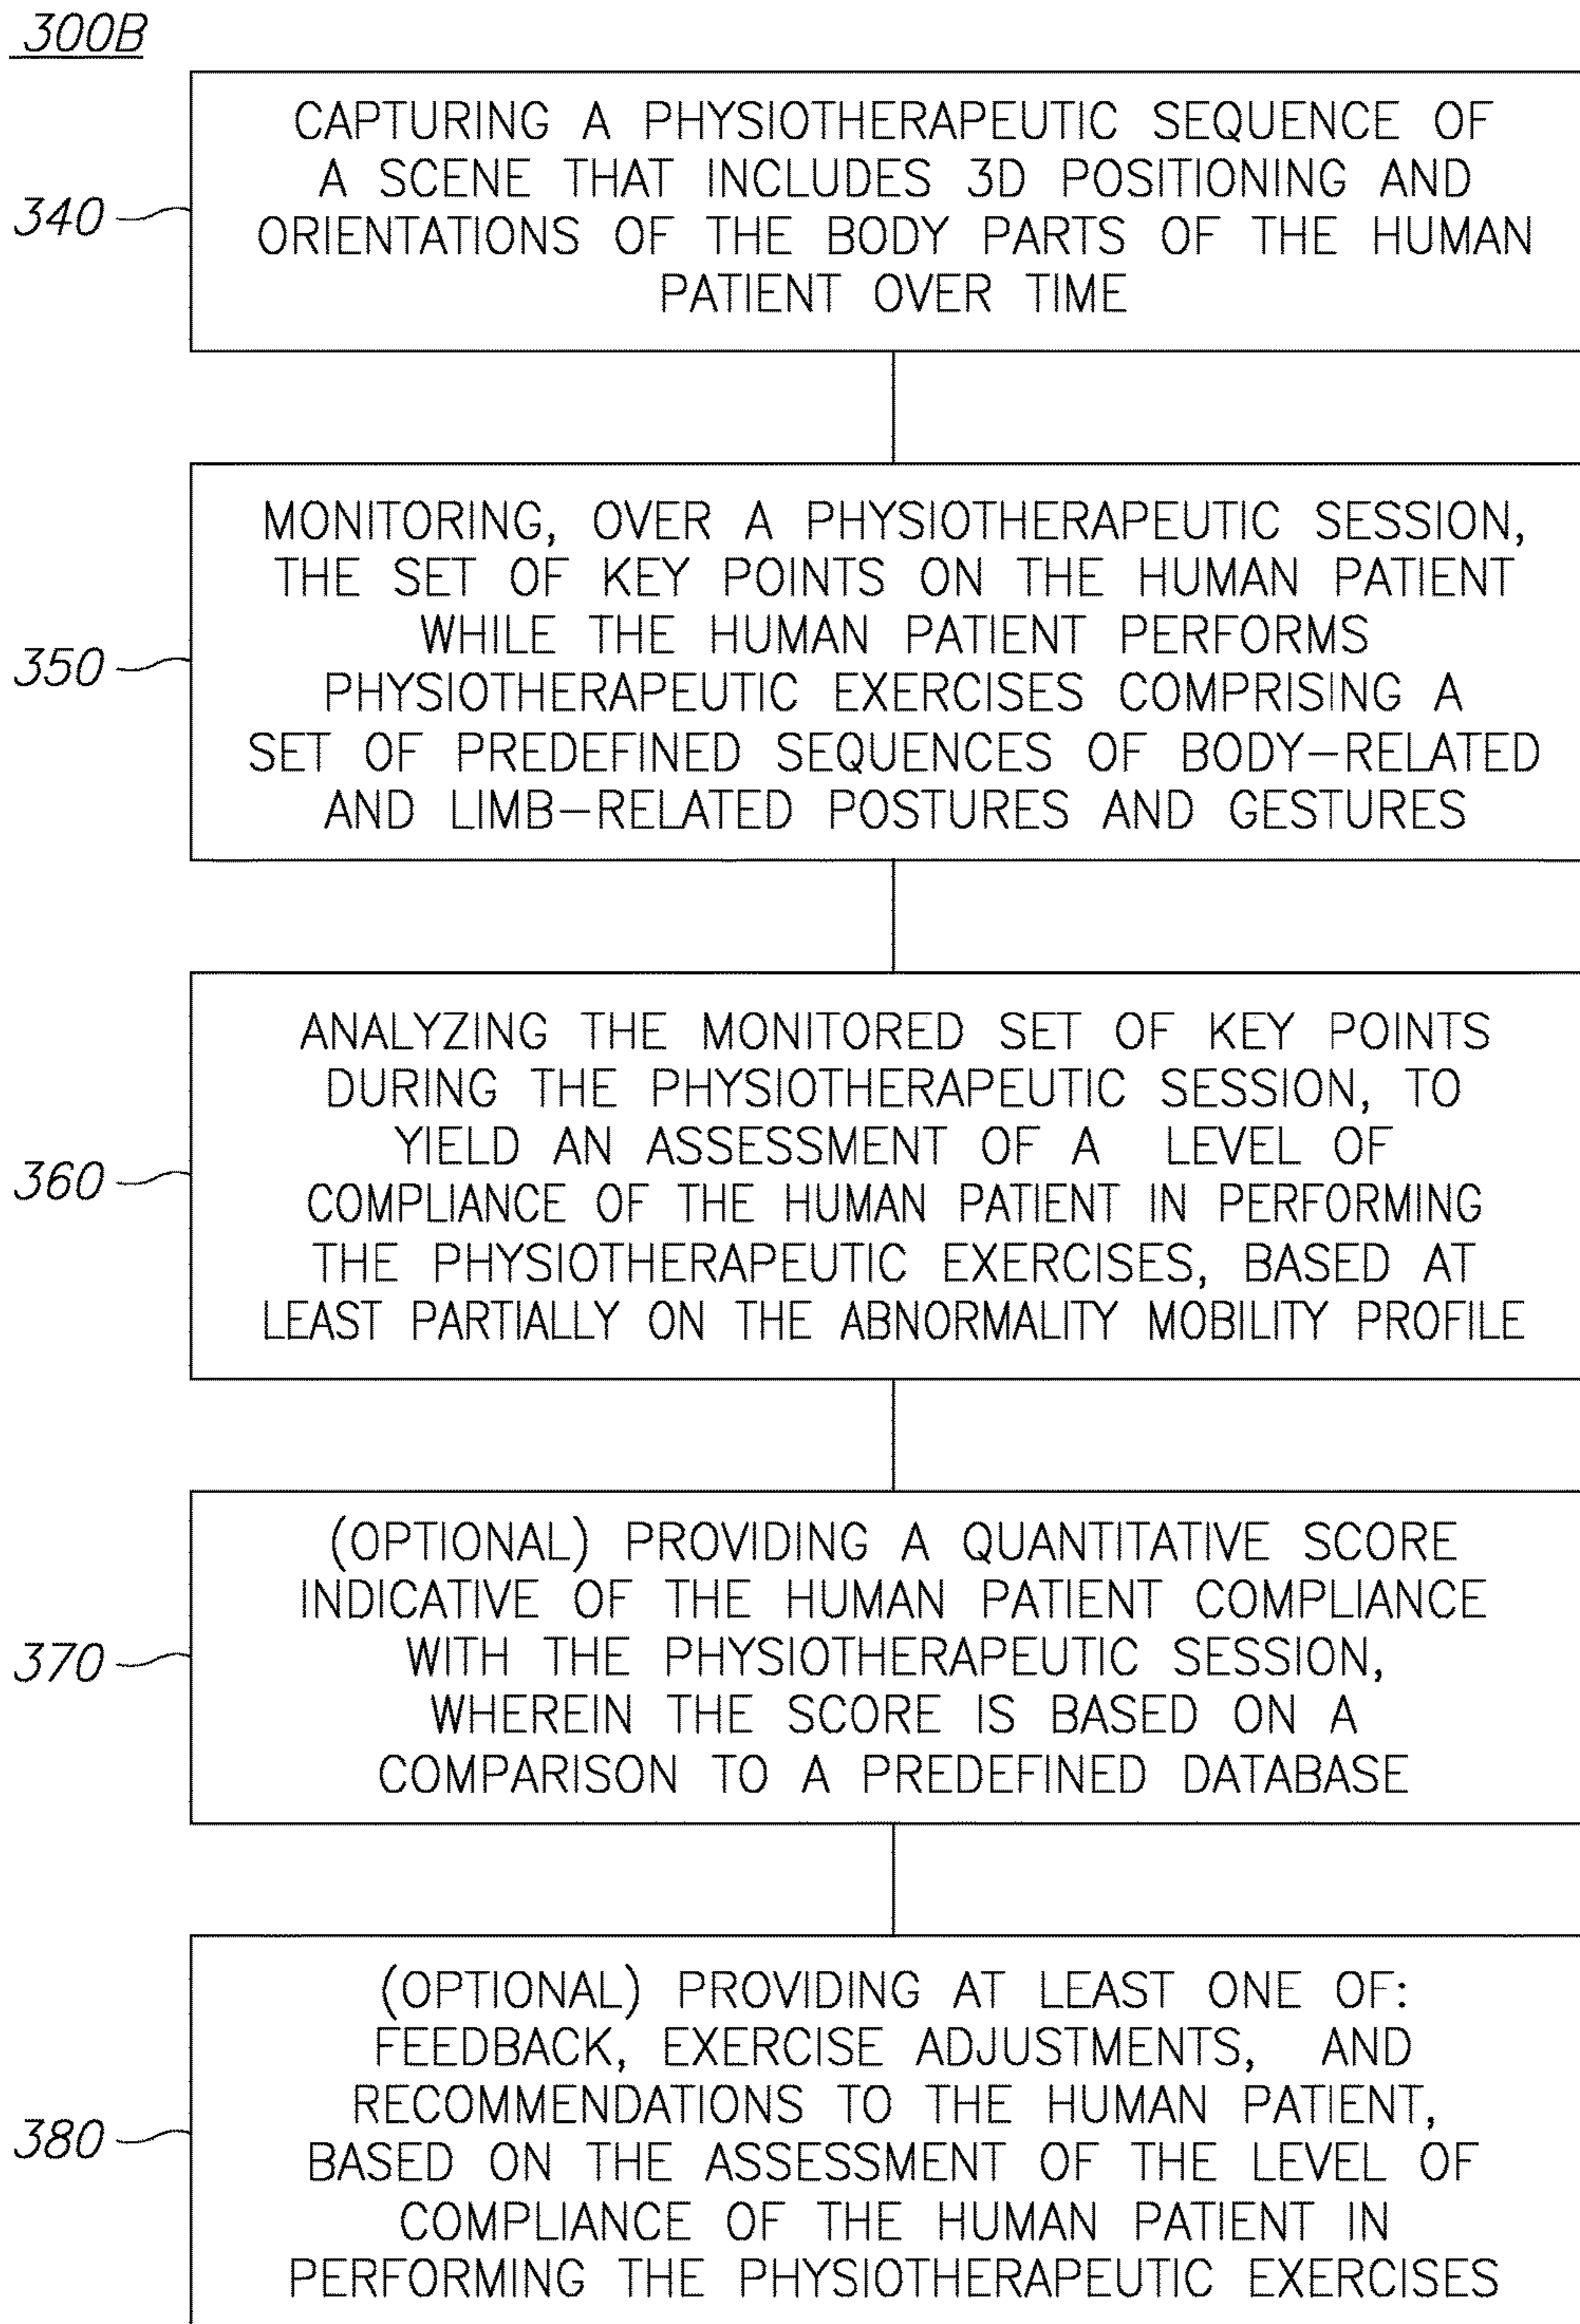 300B
CAPTURING A PHYSIOTHERAPEUTIC SEQUENCE OF
A SCENE THAT INCLUDES 3D POSITIONING AND
ORIENTATIONS OF THE BODY PARTS OF THE HUMAN
PATIENT OVER TIME
340
MONITORING, OVER A PHYSIOTHERAPEUTIC SESSION,
THE SET OF KEY POINTS ON THE HUMAN PATIENT
WHILE THE HUMAN PATIENT PERFORMS
PHYSIOTHERAPEUTIC EXERCISES COMPRISING A
SET OF PREDEFINED SEQUENCES OF BODY-RELATED
AND LIMB-RELATED POSTURES AND GESTURES
350
ANALYZING THE MONITORED SET OF KEY POINTS
DURING THE PHYSIOTHERAPEUTIC SESSION, TO
YIELD AN ASSESSMENT OF A LEVEL OF
COMPLIANCE OF THE HUMAN PATIENT IN PERFORMING
THE PHYSIOTHERAPEUTIC EXERCISES, BASED AT
LEAST PARTIALLY ON THE ABNORMALITY MOBILITY PROFILE
360
(OPTIONAL) PROVIDING A QUANTITATIVE SCORE
INDICATIVE OF THE HUMAN PATIENT COMPLIANCE
WITH THE PHYSIOTHERAPEUTIC SESSION,
WHEREIN THE SCORE IS BASED ON A
COMPARISON TO A PREDEFINED DATABASE
370
(OPTIONAL) PROVIDING AT LEAST ONE OF:
FEEDBACK, EXERCISE ADJUSTMENTS, AND
RECOMMENDATIONS TO THE HUMAN PATIENT,
BASED ON THE ASSESSMENT OF THE LEVEL OF
COMPLIANCE OF THE HUMAN PATIENT IN
PERFORMING THE PHYSIOTHERAPEUTIC EXERCISES
380